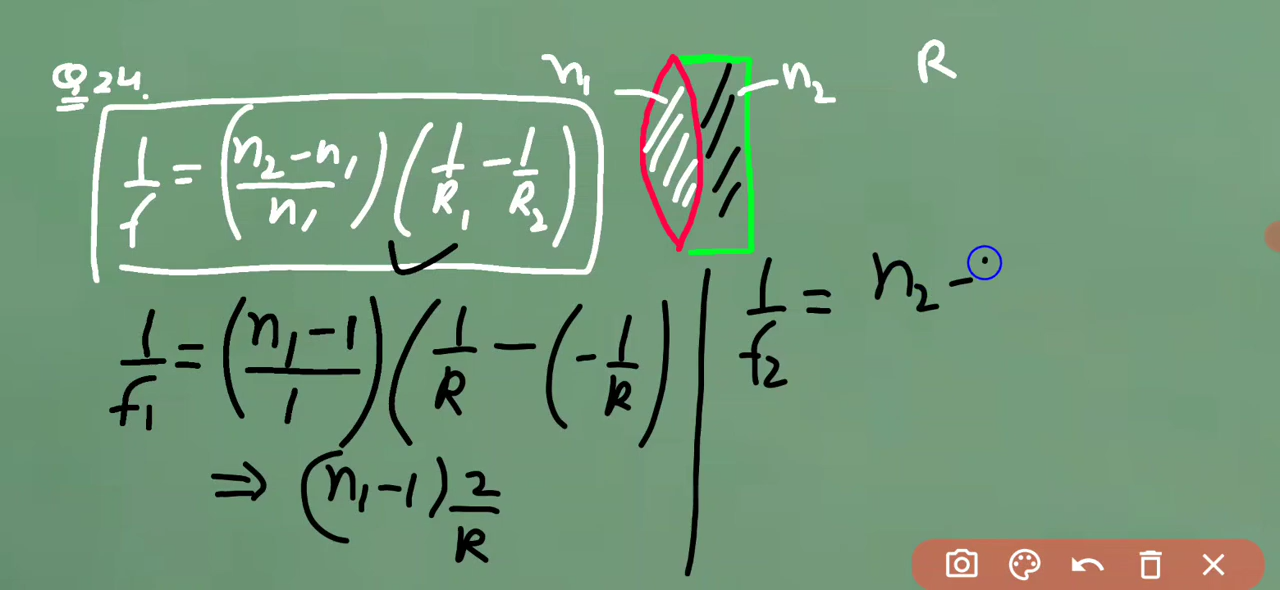 Q 24.
n₁
n₂
R
1/f = ((n₂ - n₁)/n₁) (1/R₁ - 1/R₂)
1/f₁ = ((n₁ - 1)/1) (1/R - (-1/R)
⇒ (n₁ - 1) 2/R
1/f₂ = n₂ -